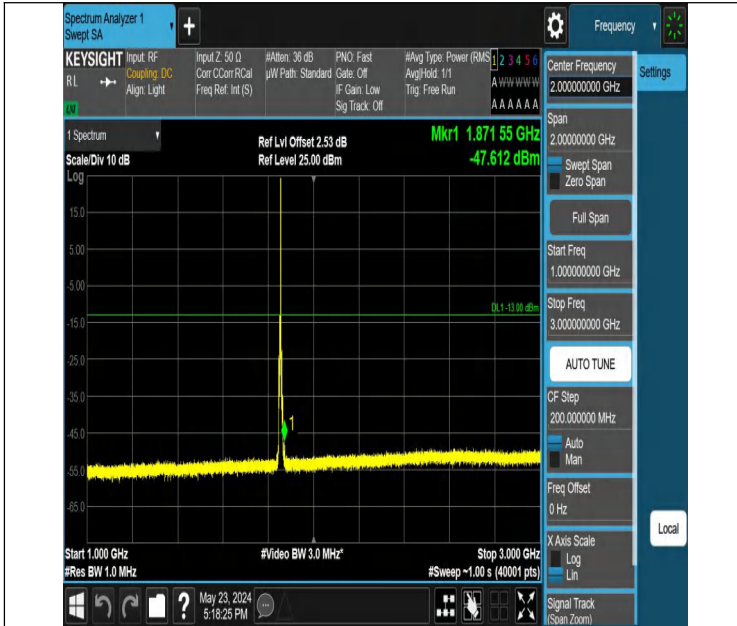 Spectrum Analyzer 1
Swept SA
+
Frequency
KEYSIGHT
RL
Input: RF
Coupling: DC
Align: Light
Input Z: 50 Ω
Corr CCorr RCal
Freq Ref: Int (S)
#Atten: 36 dB
µW Path: Standard
PNO: Fast
Gate: Off
IF Gain: Low
Sig Track: Off
#Avg Type: Power (RMS
Avg|Hold: 1/1
Trig: Free Run
1 2 3 4 5 6
A W W W W W
A A A A A A
1 Spectrum
Scale/Div 10 dB
Log
Ref Lvl Offset 2.53 dB
Ref Level 25.00 dBm
Mkr1 1.871 55 GHz
-47.612 dBm
15.0
5.00
-5.00
-15.0
-25.0
-35.0
-45.0
-55.0
-65.0
DL1 -13.00 dBm
1
Start 1.000 GHz
#Res BW 1.0 MHz
#Video BW 3.0 MHz*
Stop 3.000 GHz
#Sweep ~1.00 s (40001 pts)
Center Frequency
2.000000000 GHz
Settings
Span
2.00000000 GHz
Swept Span
Zero Span
Full Span
Start Freq
1.000000000 GHz
Stop Freq
3.000000000 GHz
AUTO TUNE
CF Step
200.000000 MHz
Auto
Man
Freq Offset
0 Hz
X Axis Scale
Log
Lin
Local
Signal Track
(Span Zoom)
?
May 23, 2024
5:18:25 PM